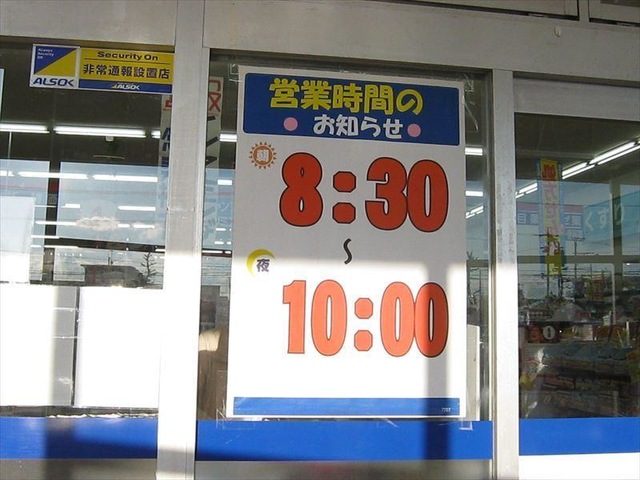 Security On
非常通報設置店
ALSOK
ALSOK
営業時間の
お知らせ
朝
8:30
~
夜
10:00